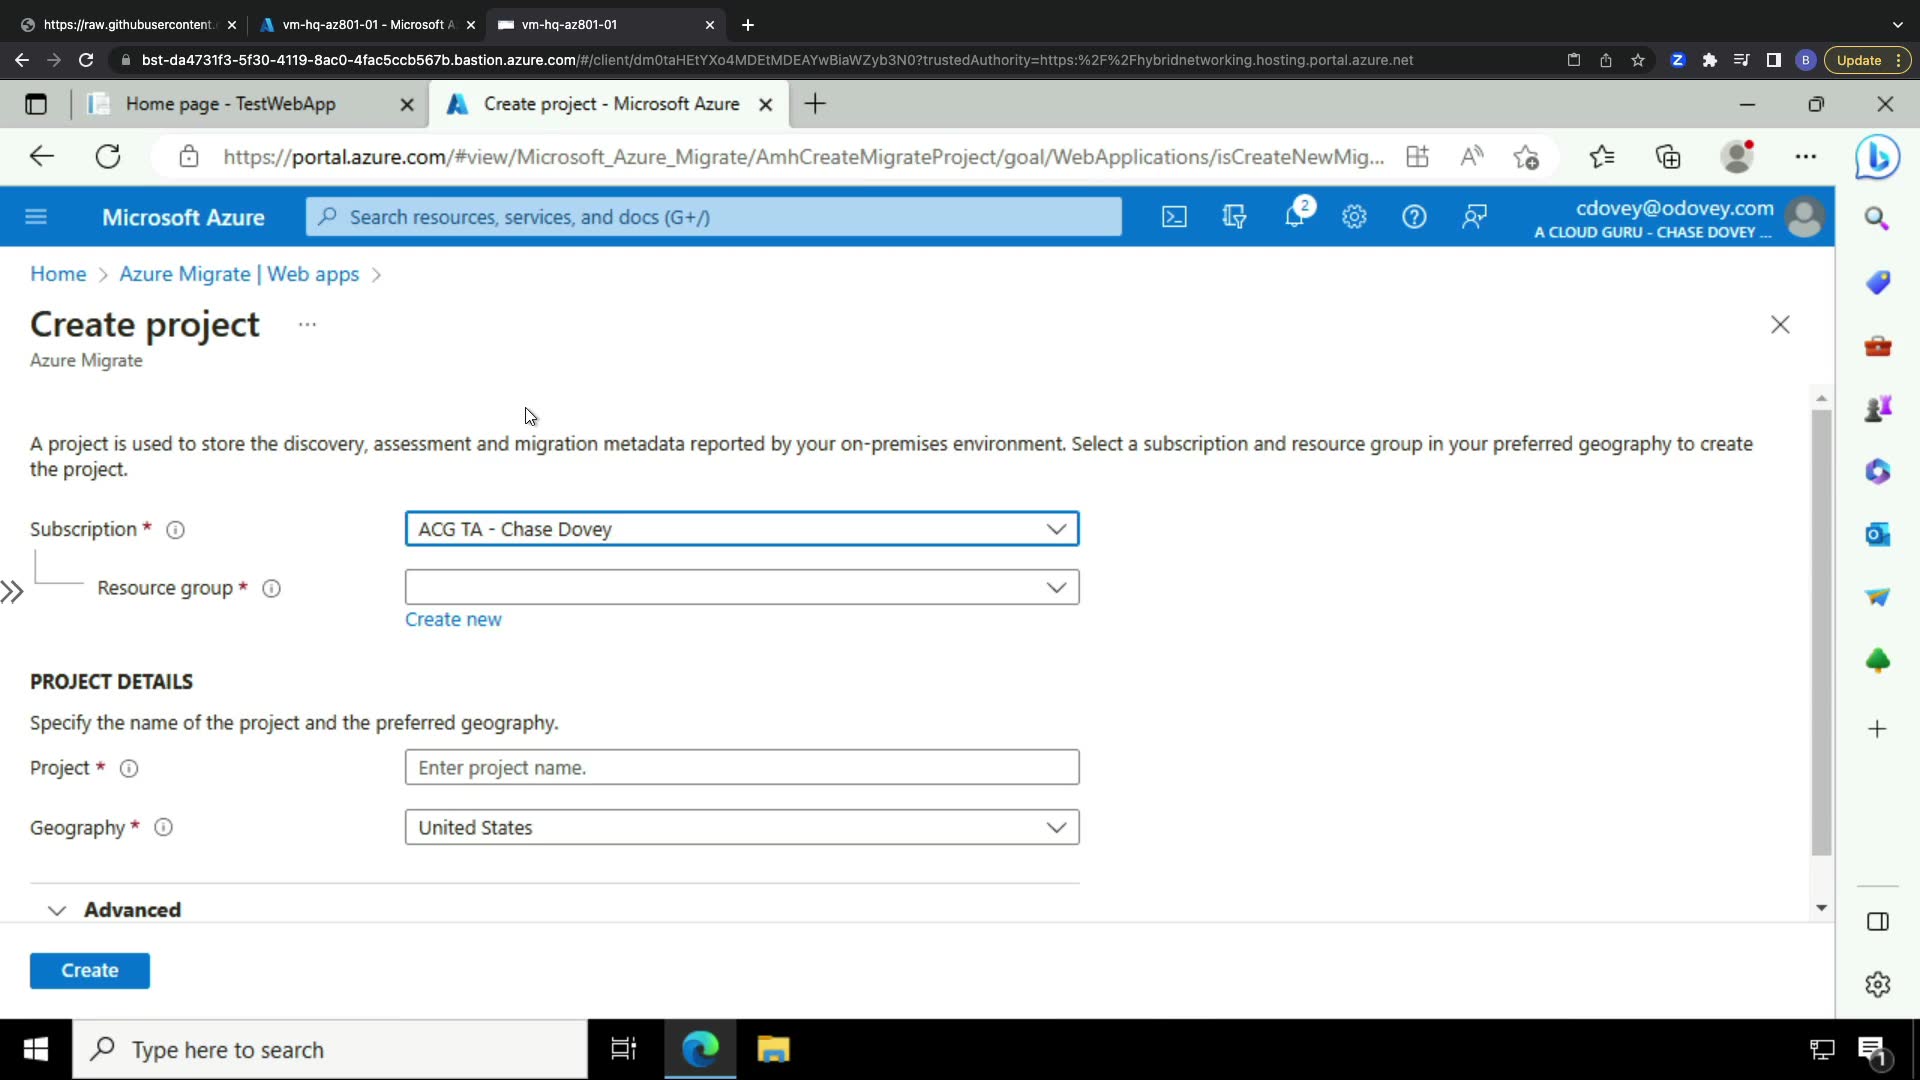 https://raw.githubusercontent.
vm-hq-az801-01 - Microsoft A
vm-hq-az801-01
bst-da4731f3-5f30-4119-8ac0-4fac5ccb567b.bastion.azure.com/#/client/dm0taHEtYXo4MDEtMDEAYwBiaWZyb3N0?trustedAuthority=https:%2F%2Fhybridnetworking.hosting.portal.azure.net
B
Update
Home page - TestWebApp
Create project - Microsoft Azure
https://portal.azure.com/#view/Microsoft_Azure_Migrate/AmhCreateMigrateProject/goal/WebApplications/isCreateNewMig...
Microsoft Azure
Search resources, services, and docs (G+/)
2
cdovey@odovey.com
A CLOUD GURU - CHASE DOVEY ...
Home > Azure Migrate | Web apps >
Create project ...
Azure Migrate
A project is used to store the discovery, assessment and migration metadata reported by your on-premises environment. Select a subscription and resource group in your preferred geography to create
the project.
Subscription *
ACG TA - Chase Dovey
Resource group *
Create new
PROJECT DETAILS
Specify the name of the project and the preferred geography.
Project *
Enter project name.
Geography *
United States
Advanced
Create
Type here to search
1